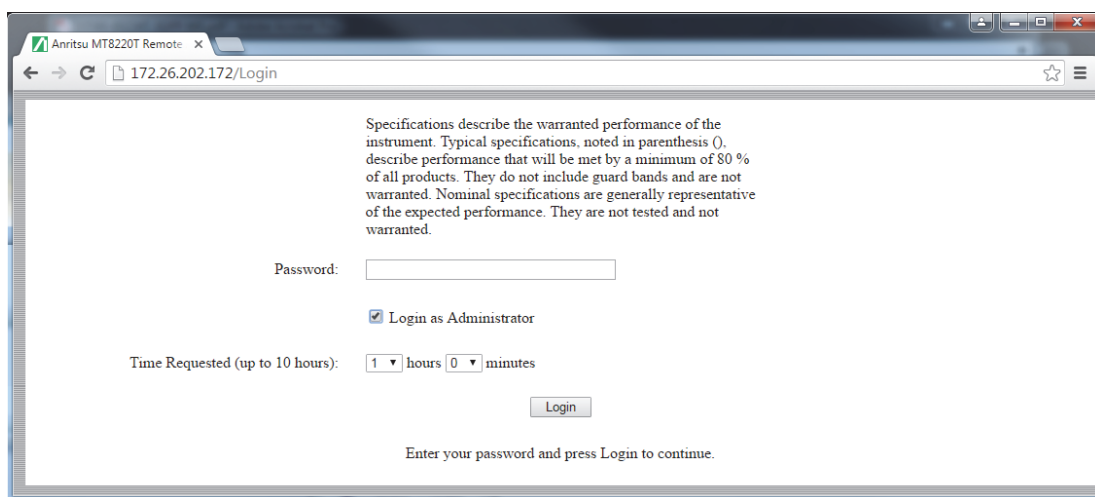 Anritsu MT8220T Remote
172.26.202.172/Login
Specifications describe the warranted performance of the
instrument. Typical specifications, noted in parenthesis (),
describe performance that will be met by a minimum of 80 %
of all products. They do not include guard bands and are not
warranted. Nominal specifications are generally representative
of the expected performance. They are not tested and not
warranted.
Password:
Login as Administrator
Time Requested (up to 10 hours): 1 hours 0 minutes
Login
Enter your password and press Login to continue.